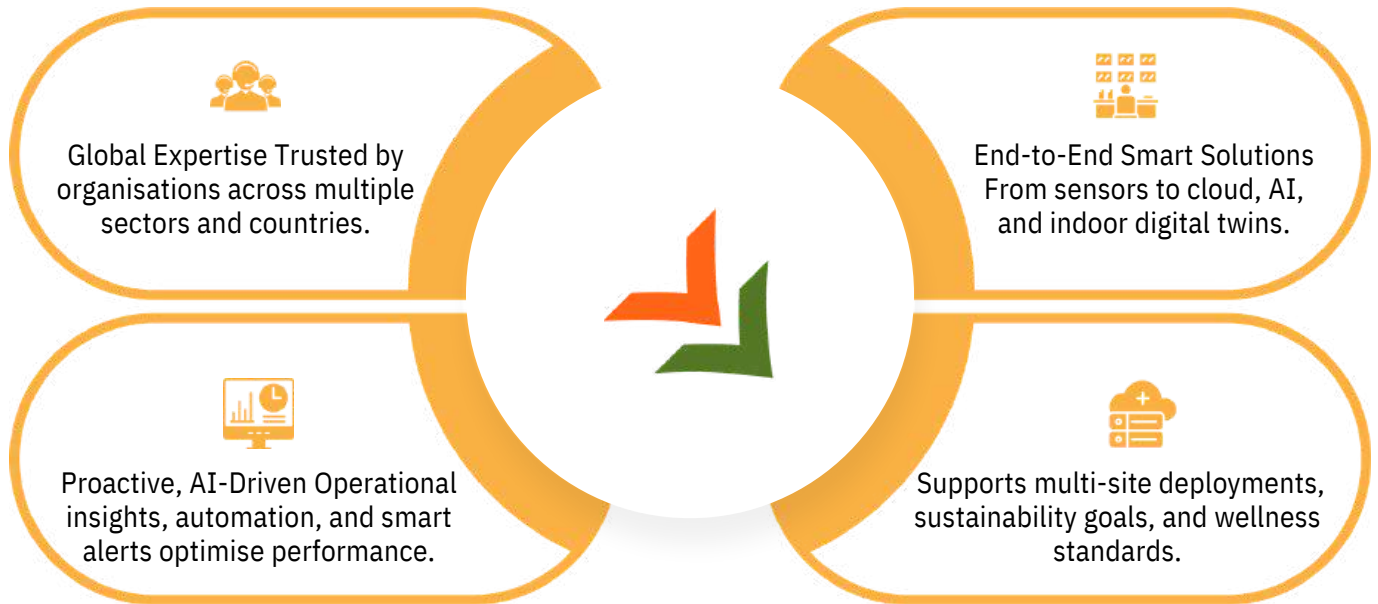 Global Expertise Trusted by
organisations across multiple
sectors and countries.
End-to-End Smart Solutions
From sensors to cloud, AI,
and indoor digital twins.
Proactive, AI-Driven Operational
insights, automation, and smart
alerts optimise performance.
Supports multi-site deployments,
sustainability goals, and wellness
standards.